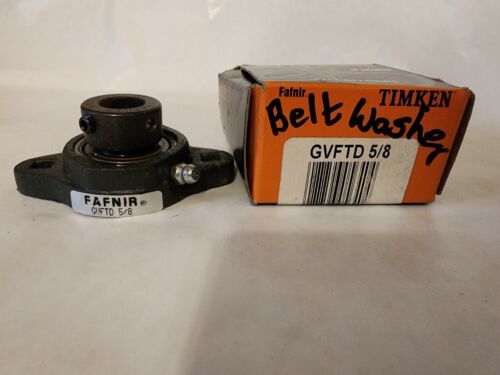 Fafnir® TIMKEN
Belt Washer
GVFTD 5/8
FAFNIR®
GVFTD 5/8